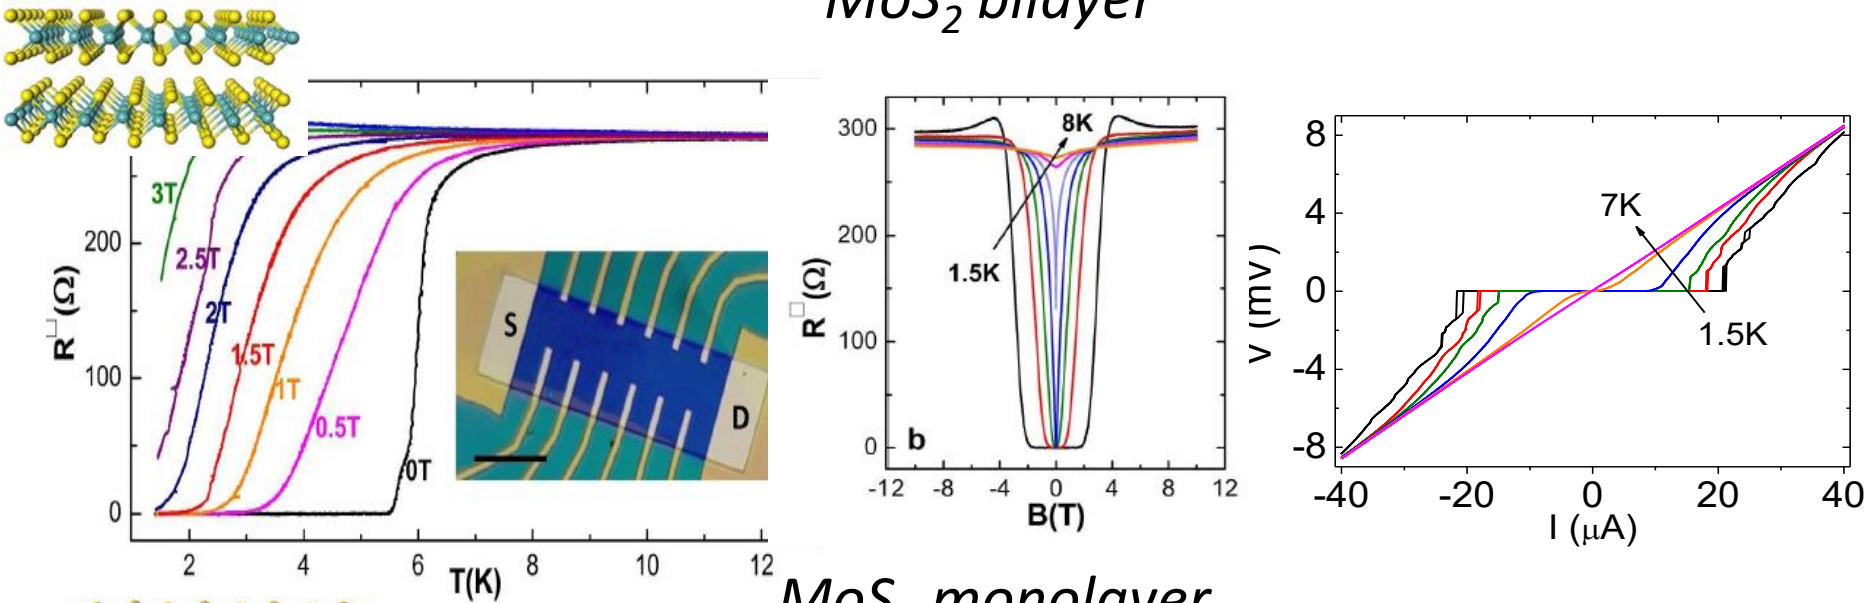 MoS₂ bilayer
3T
2.5T
2T
1.5T
1T
0.5T
0T
S
D
R□(Ω)
200
100
0
2 4 6 8 10 12
T(K)
8K
1.5K
b
R□(Ω)
300
200
100
0
-12 -8 -4 0 4 8 12
B(T)
7K
1.5K
V (mv)
8
4
0
-4
-8
-40 -20 0 20 40
I (μA)
MoS monolayer